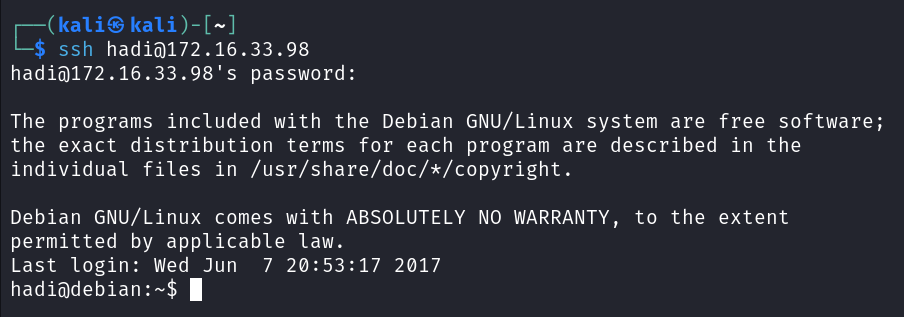 ┌──(kali㉿kali)-[~]
└─$ ssh hadi@172.16.33.98
hadi@172.16.33.98's password:
The programs included with the Debian GNU/Linux system are free software;
the exact distribution terms for each program are described in the
individual files in /usr/share/doc/*/copyright.
Debian GNU/Linux comes with ABSOLUTELY NO WARRANTY, to the extent
permitted by applicable law.
Last login: Wed Jun  7 20:53:17 2017
hadi@debian:~$